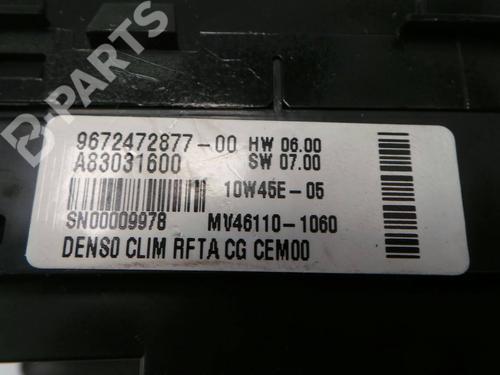 B-PARTS
9672472877-00 HW 06.00
A83031600 SW 07.00
10W45E-05
SN00009978 MV46110-1060
DENSO CLIM RFTA CG CEM00